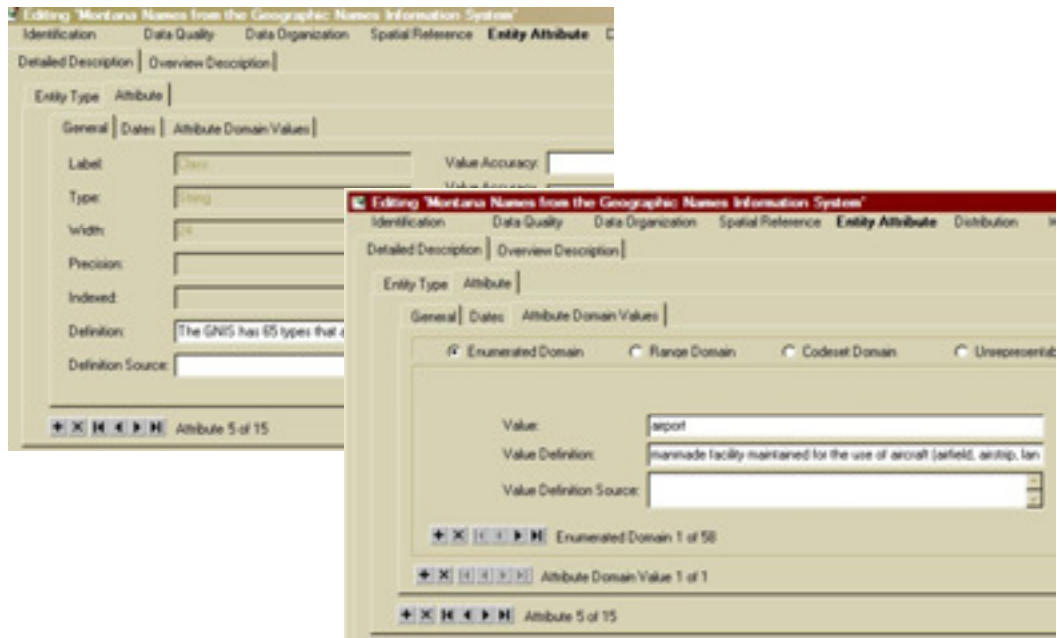 Editing 'Montana Names from the Geographic Names Information System'
Identification Data Quality Data Organization Spatial Reference Entity Attribute D
Detailed Description Overview Description
Entity Type Attribute
General Dates Attribute Domain Values
Label: Class Value Accuracy:
Type: String Value Accuracy
Width: 24
Precision:
Indexed:
Definition: The GNIS has 65 types that a
Definition Source:
Attribute 5 of 15
Editing 'Montana Names from the Geographic Names Information System'
Identification Data Quality Data Organization Spatial Reference Entity Attribute Distribution
Detailed Description Overview Description
Entity Type Attribute
General Dates Attribute Domain Values
Enumerated Domain Range Domain Codeset Domain Unrepresentab
Value: airport
Value Definition: manmade facility maintained for the use of aircraft (airfield, airstrip, lan
Value Definition Source:
Enumerated Domain 1 of 58
Attribute Domain Value 1 of 1
Attribute 5 of 15